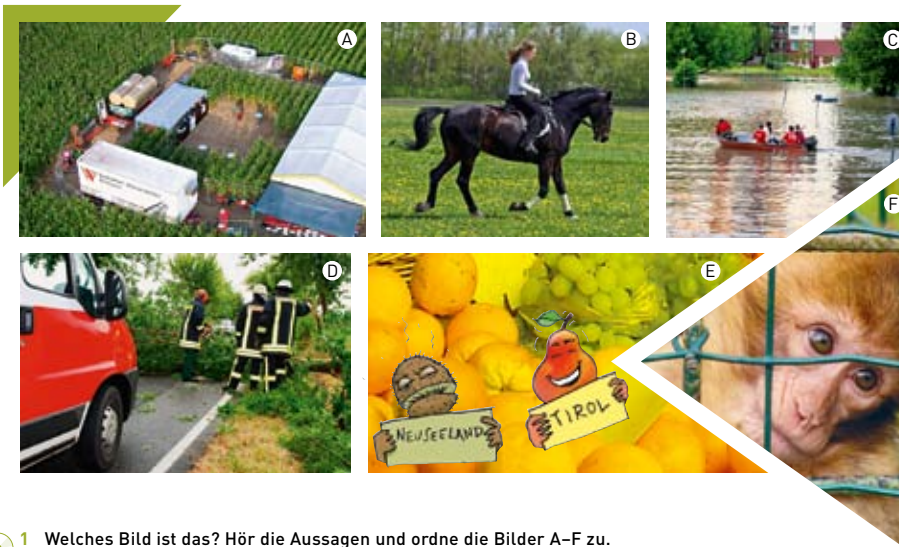 A
B
C
F
D
E
NEUSEELAND
TIROL
1 Welches Bild ist das? Hör die Aussagen und ordne die Bilder A–F zu.